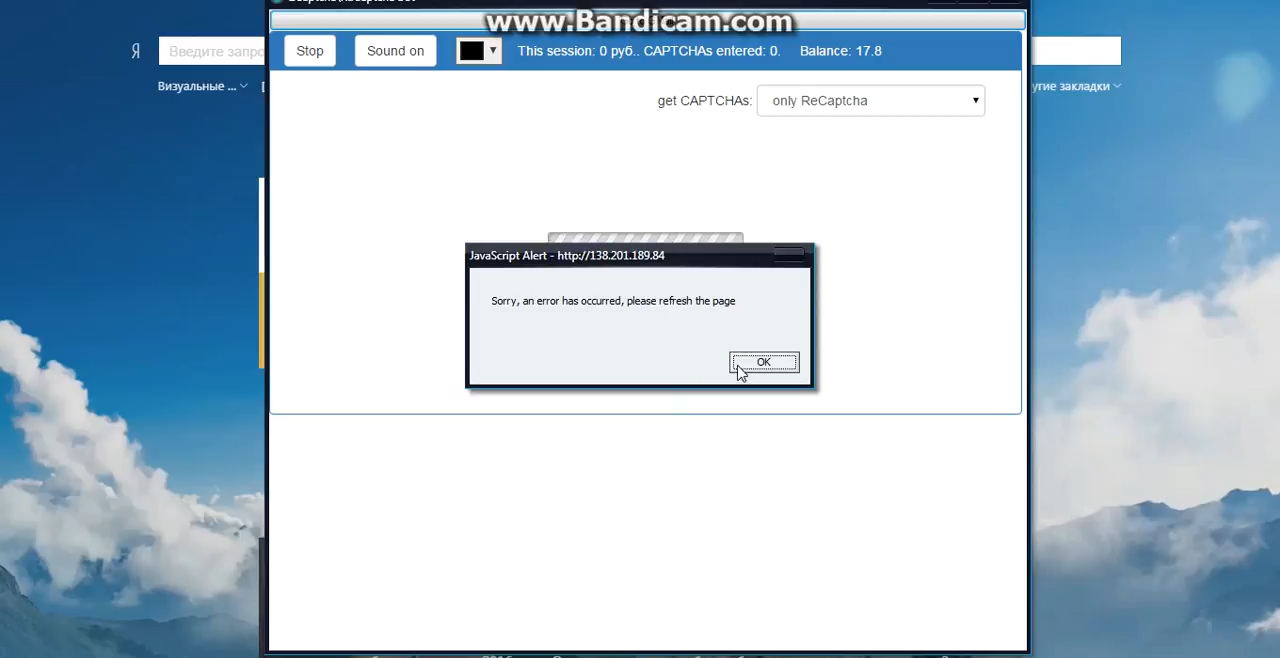 www.Bandicam.com
Я Введите запро
Stop Sound on This session: 0 руб.. CAPTCHAs entered: 0. Balance: 17.8
Визуальные ...
угие закладки
get CAPTCHAs: only ReCaptcha
JavaScript Alert - http://138.201.189.84
Sorry, an error has occurred, please refresh the page
OK